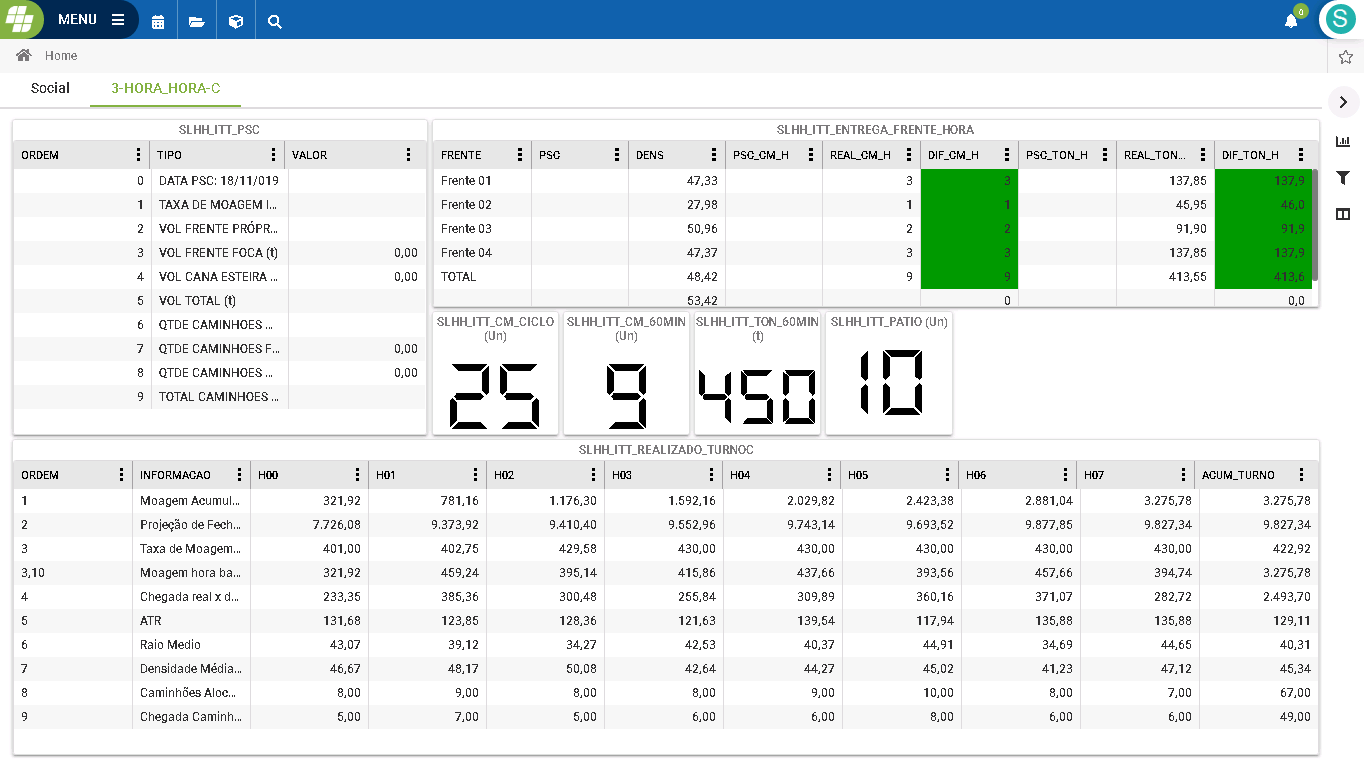 MENU
0
S
Home
Social 3-HORA_HORA-C
SLHH_ITT_PSC
ORDEM TIPO VALOR
0 DATA PSC: 18/11/019
1 TAXA DE MOAGEM I...
2 VOL FRENTE PRÓPR...
3 VOL FRENTE FOCA (t) 0,00
4 VOL CANA ESTEIRA ... 0,00
5 VOL TOTAL (t)
6 QTDE CAMINHOES ...
7 QTDE CAMINHOES F... 0,00
8 QTDE CAMINHOES ... 0,00
9 TOTAL CAMINHOES ...
SLHH_ITT_ENTREGA_FRENTE_HORA
FRENTE PSC DENS PSC_CM_H REAL_CM_H DIF_CM_H PSC_TON_H REAL_TON... DIF_TON_H
Frente 01 47,33 3 3 137,85 137,9
Frente 02 27,98 1 1 45,95 46,0
Frente 03 50,96 2 2 91,90 91,9
Frente 04 47,37 3 3 137,85 137,9
TOTAL 48,42 9 9 413,55 413,6
53,42 0 0,0
SLHH_ITT_CM_CICLO
(Un)
25
SLHH_ITT_CM_60MIN
(Un)
9
SLHH_ITT_TON_60MIN
(t)
450
SLHH_ITT_PATIO (Un)
10
SLHH_ITT_REALIZADO_TURNOC
ORDEM INFORMACAO H00 H01 H02 H03 H04 H05 H06 H07 ACUM_TURNO
1 Moagem Acumul... 321,92 781,16 1.176,30 1.592,16 2.029,82 2.423,38 2.881,04 3.275,78 3.275,78
2 Projeção de Fech... 7.726,08 9.373,92 9.410,40 9.552,96 9.743,14 9.693,52 9.877,85 9.827,34 9.827,34
3 Taxa de Moagem... 401,00 402,75 429,58 430,00 430,00 430,00 430,00 430,00 422,92
3,10 Moagem hora ba... 321,92 459,24 395,14 415,86 437,66 393,56 457,66 394,74 3.275,78
4 Chegada real x d... 233,35 385,36 300,48 255,84 309,89 360,16 371,07 282,72 2.493,70
5 ATR 131,68 123,85 128,36 121,63 139,54 117,94 135,88 135,88 129,11
6 Raio Medio 43,07 39,12 34,27 42,53 40,37 44,91 34,69 44,65 40,31
7 Densidade Média... 46,67 48,17 50,08 42,64 44,27 45,02 41,23 47,12 45,34
8 Caminhões Aloc... 8,00 9,00 8,00 8,00 9,00 10,00 8,00 7,00 67,00
9 Chegada Caminh... 5,00 7,00 5,00 6,00 6,00 8,00 6,00 6,00 49,00